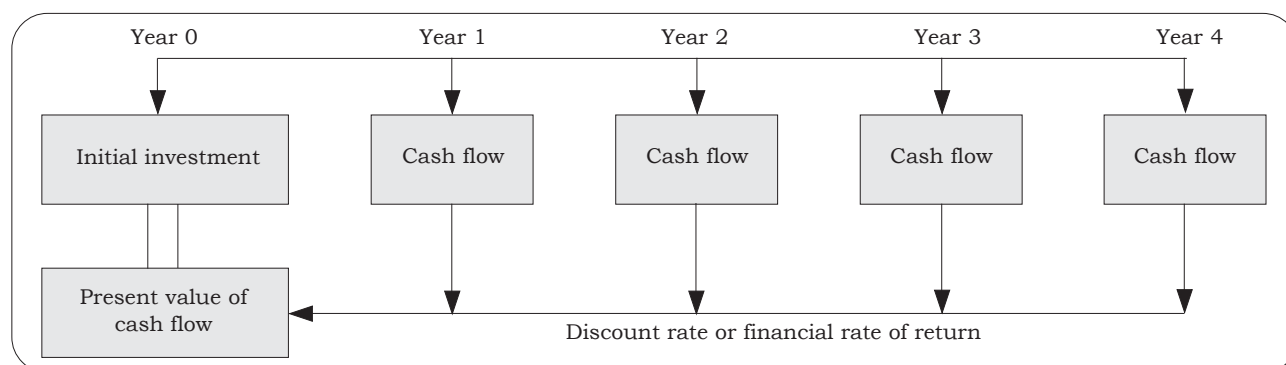 Year 0 Year 1 Year 2 Year 3 Year 4
Initial investment Cash flow Cash flow Cash flow Cash flow
Present value of
cash flow
Discount rate or financial rate of return